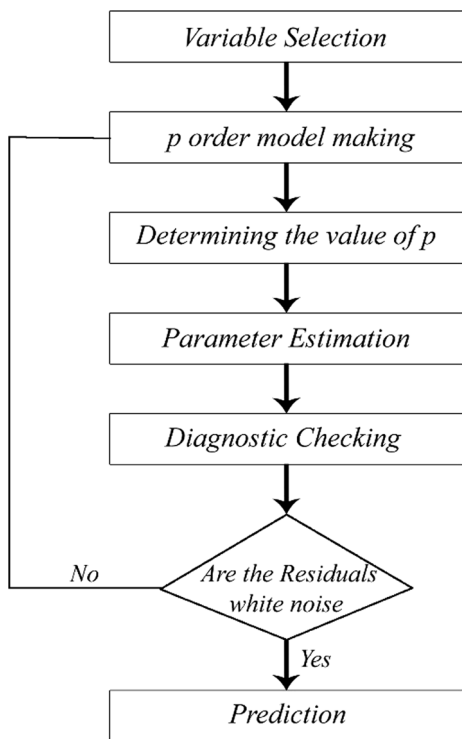 Variable Selection
p order model making
Determining the value of p
Parameter Estimation
Diagnostic Checking
Are the Residuals
white noise
No
Yes
Prediction